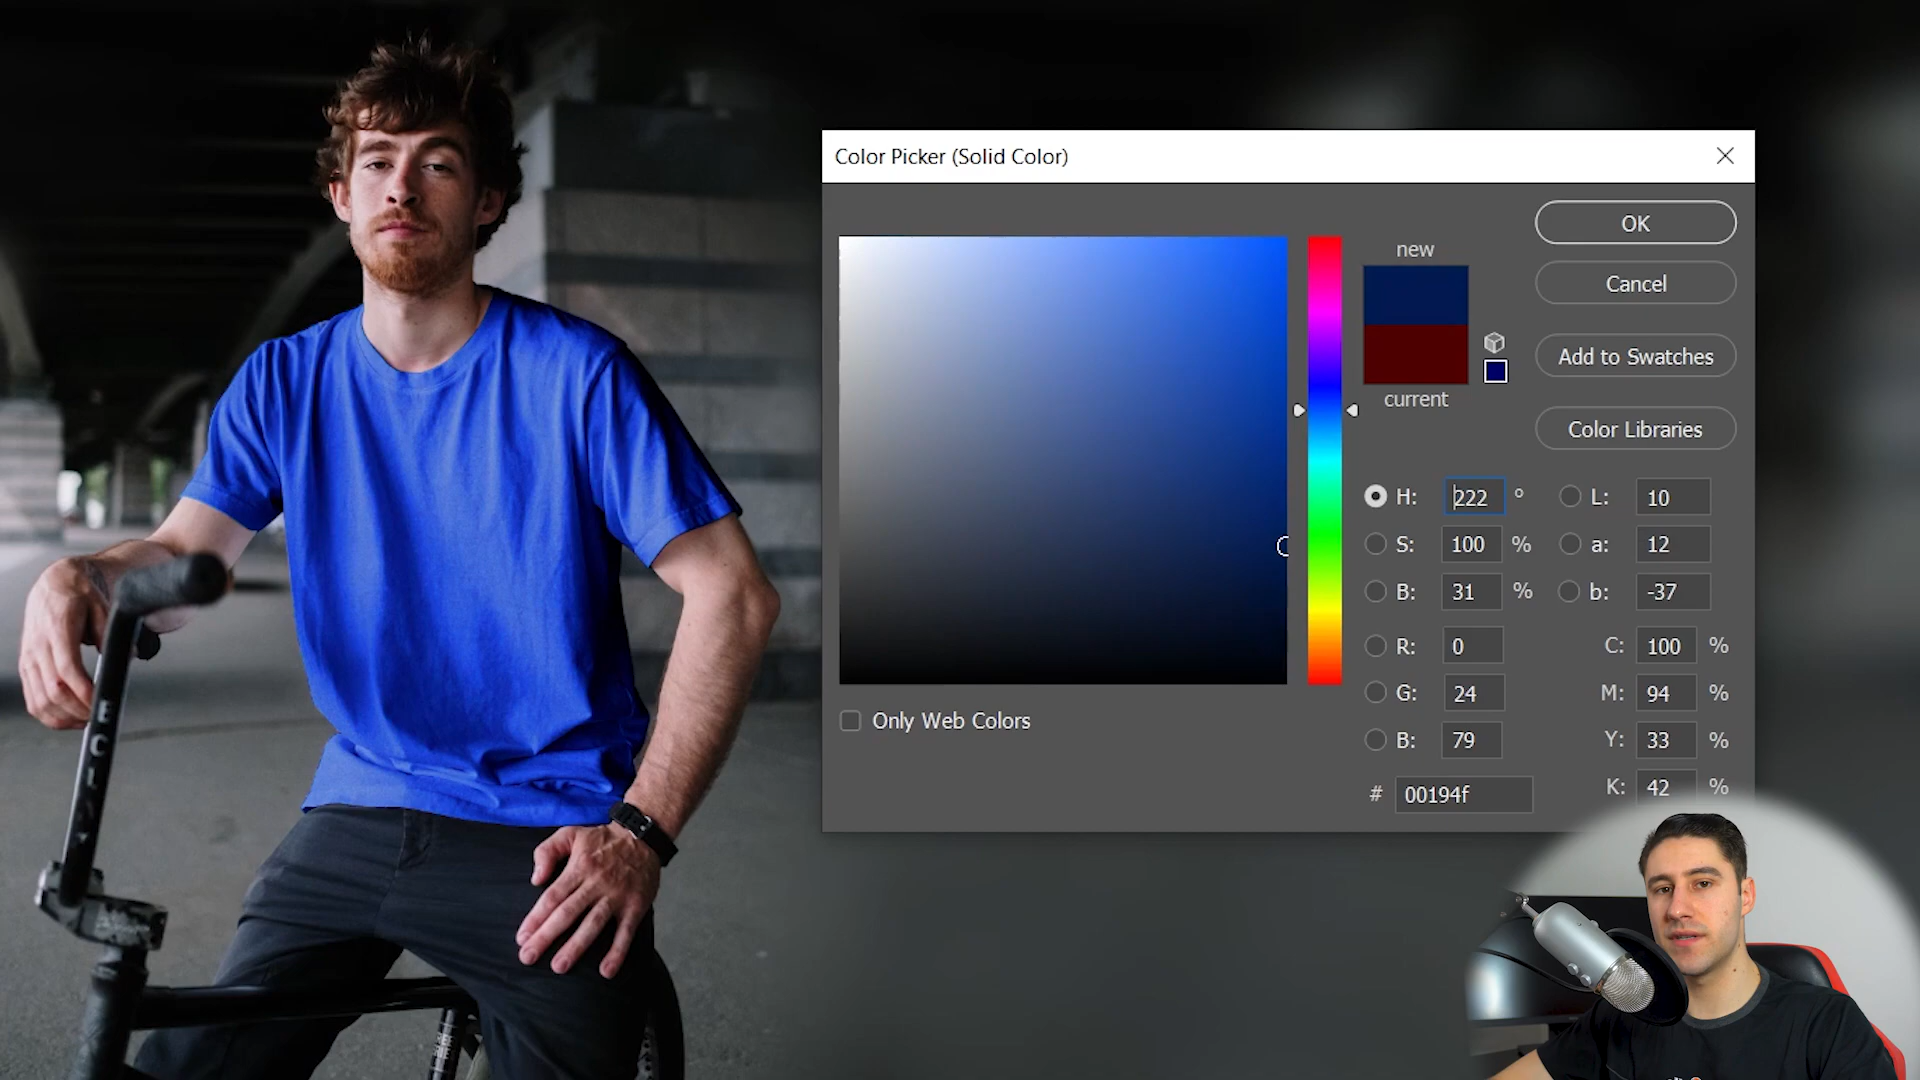 Color Picker (Solid Color)
new
OK
Cancel
Add to Swatches
current
Color Libraries
H: 222 ° L: 10
S: 100 % a: 12
B: 31 % b: -37
R: 0 C: 100 %
G: 24 M: 94 %
Only Web Colors
B: 79 Y: 33 %
# 00194f K: 42 %